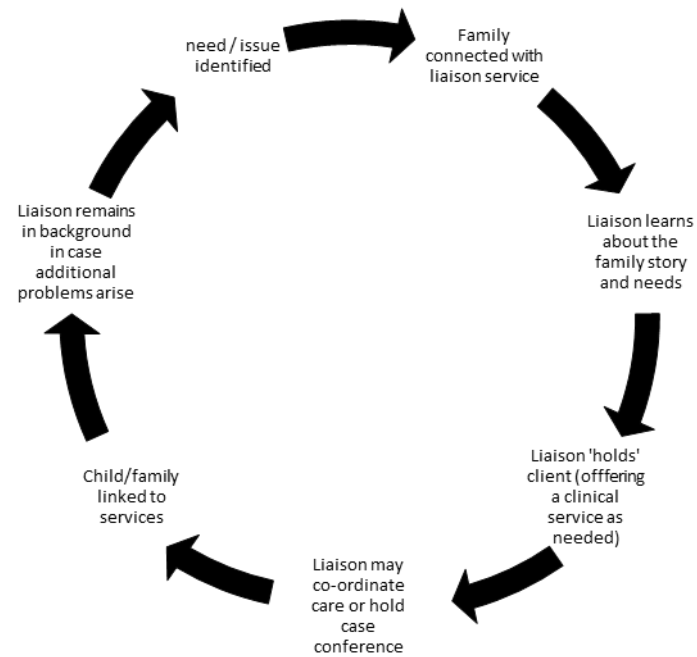 need / issue
identified
Family
connected with
liaison service
Liaison learns
about the
family story
and needs
Liaison 'holds'
client (offfering
a clinical
service as
needed)
Liaison may
co-ordinate
care or hold
case
conference
Child/family
linked to
services
Liaison remains
in background
in case
additional
problems arise